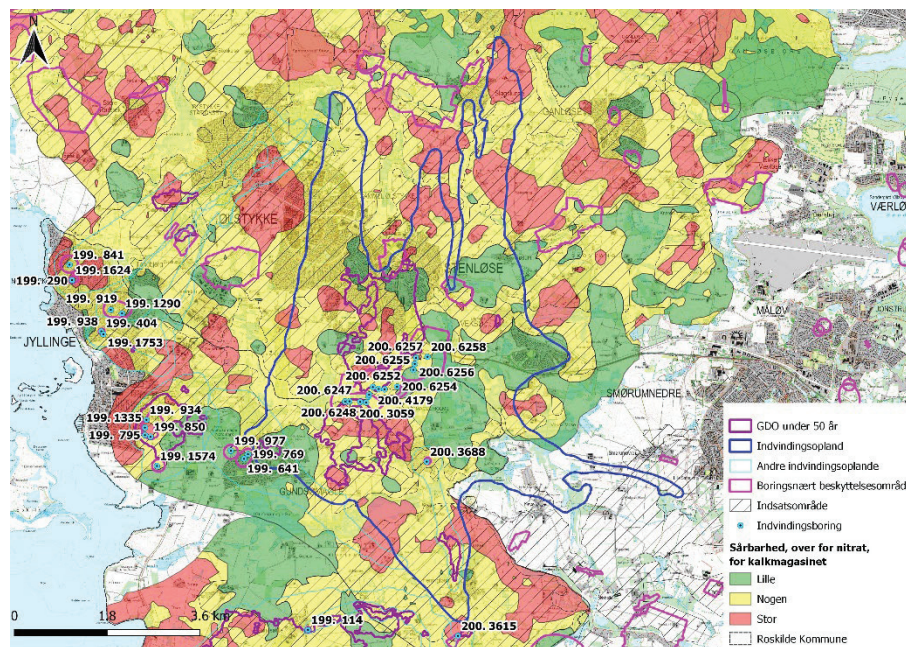 N
ØLSTYKKE
GANLØSE
VÆRLØ
199. 841
199. 1624
199. 290
ENLØSE
199. 919
199. 1290
MÅLØV
199. 938
199. 404
JYLLINGE
199. 1753
200. 6257
200. 6258
200. 6255
200. 6256
200. 6252
200. 6254
200. 6247
200. 4179
200. 6248
200. 3059
SMØRUMNEDRE
199. 1335
199. 934
199. 850
199. 795
199. 977
199. 769
199. 1574
199. 641
200. 3688
199. 114
200. 3615
0
1.8
3.6 km
GDO under 50 år
Indvindingsopland
Andre indvindingsoplande
Boringsnært beskyttelsesområd
Indsatsområde
Indvindingsboring
Sårbarhed, over for nitrat,
for kalkmagasinet
Lille
Nogen
Stor
Roskilde Kommune